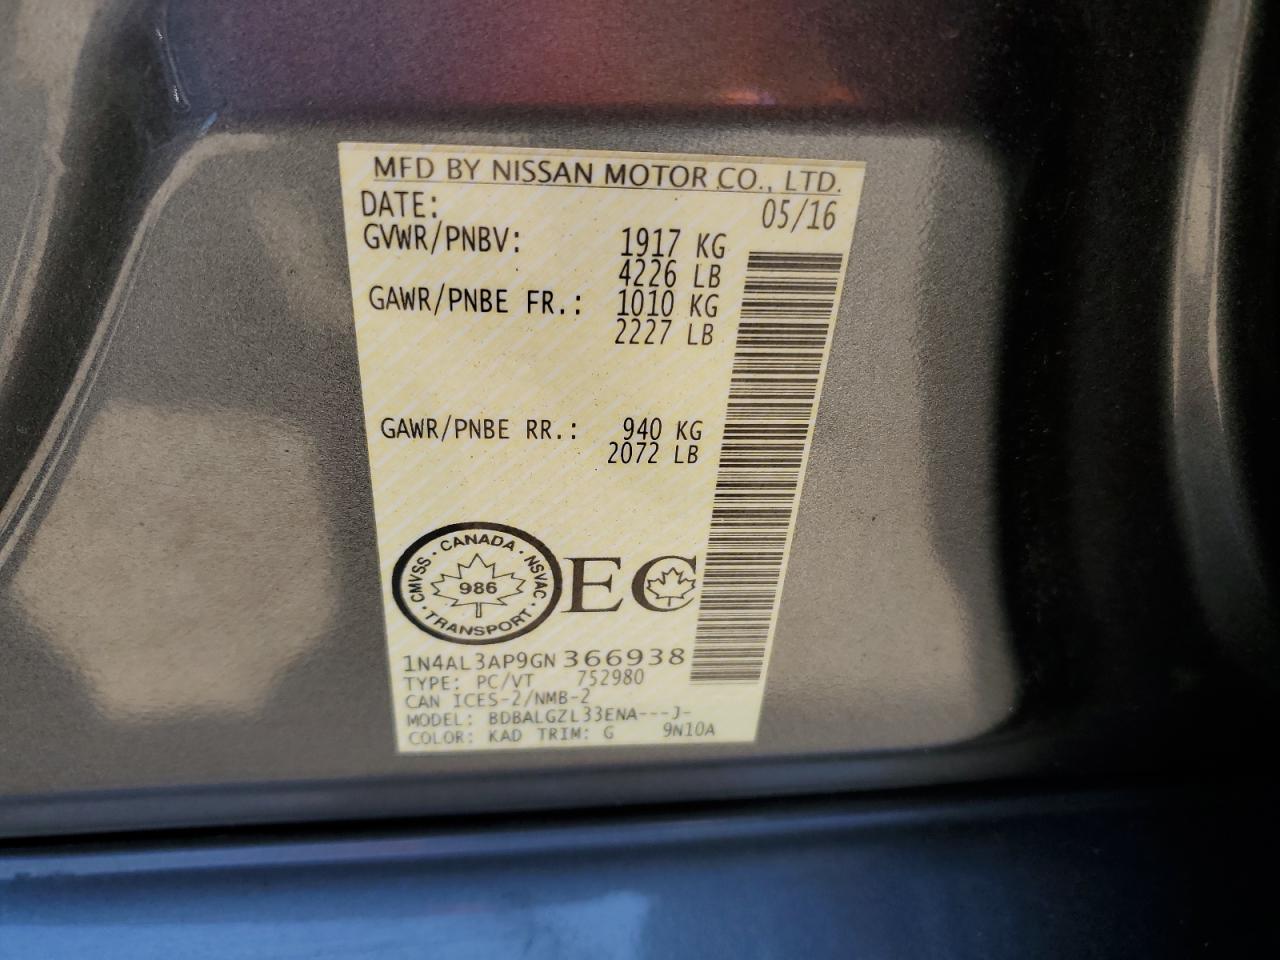 MFD BY NISSAN MOTOR CO., LTD.
DATE: 05/16
GVWR/PNBV: 1917 KG
4226 LB
GAWR/PNBE FR.: 1010 KG
2227 LB
GAWR/PNBE RR.: 940 KG
2072 LB
CANADA
CMVSS · NSVAC
986
TRANSPORT
EC
1N4AL3AP9GN366938
TYPE: PC/VT 752980
CAN ICES-2/NMB-2
MODEL: BDBALGZL33ENA---J-
COLOR: KAD TRIM: G 9N10A